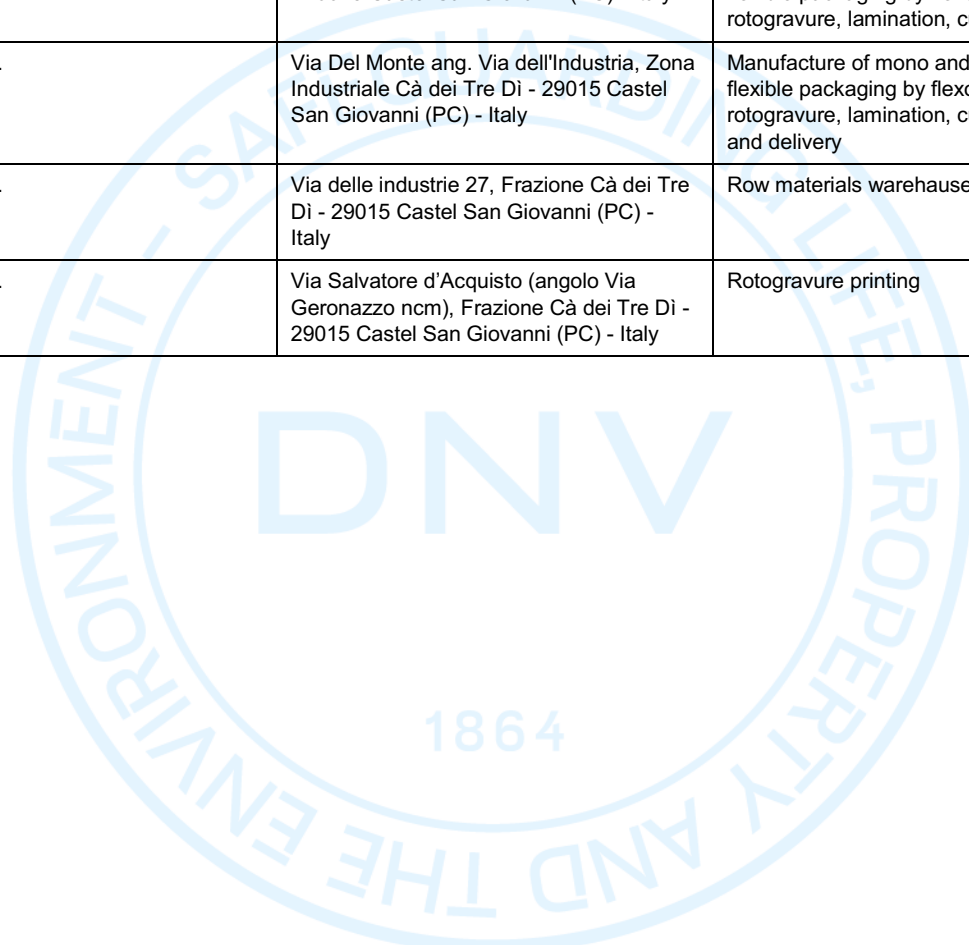 rotogravure, lamination,
Via Del Monte ang. Via dell'Industria, Zona
Industriale Cà dei Tre Dì - 29015 Castel
San Giovanni (PC) - Italy
Manufacture of mono and
flexible packaging by
rotogravure, lamination,
and delivery
Via delle industrie 27, Frazione Cà dei Tre
Dì - 29015 Castel San Giovanni (PC) -
Italy
Row materials warehause
Via Salvatore d’Acquisto (angolo Via
Geronazzo ncm), Frazione Cà dei Tre Dì -
29015 Castel San Giovanni (PC) - Italy
Rotogravure printing
SAFEGUARDING LIFE, PROPERTY AND THE ENVIRONMENT -
DNV
1864